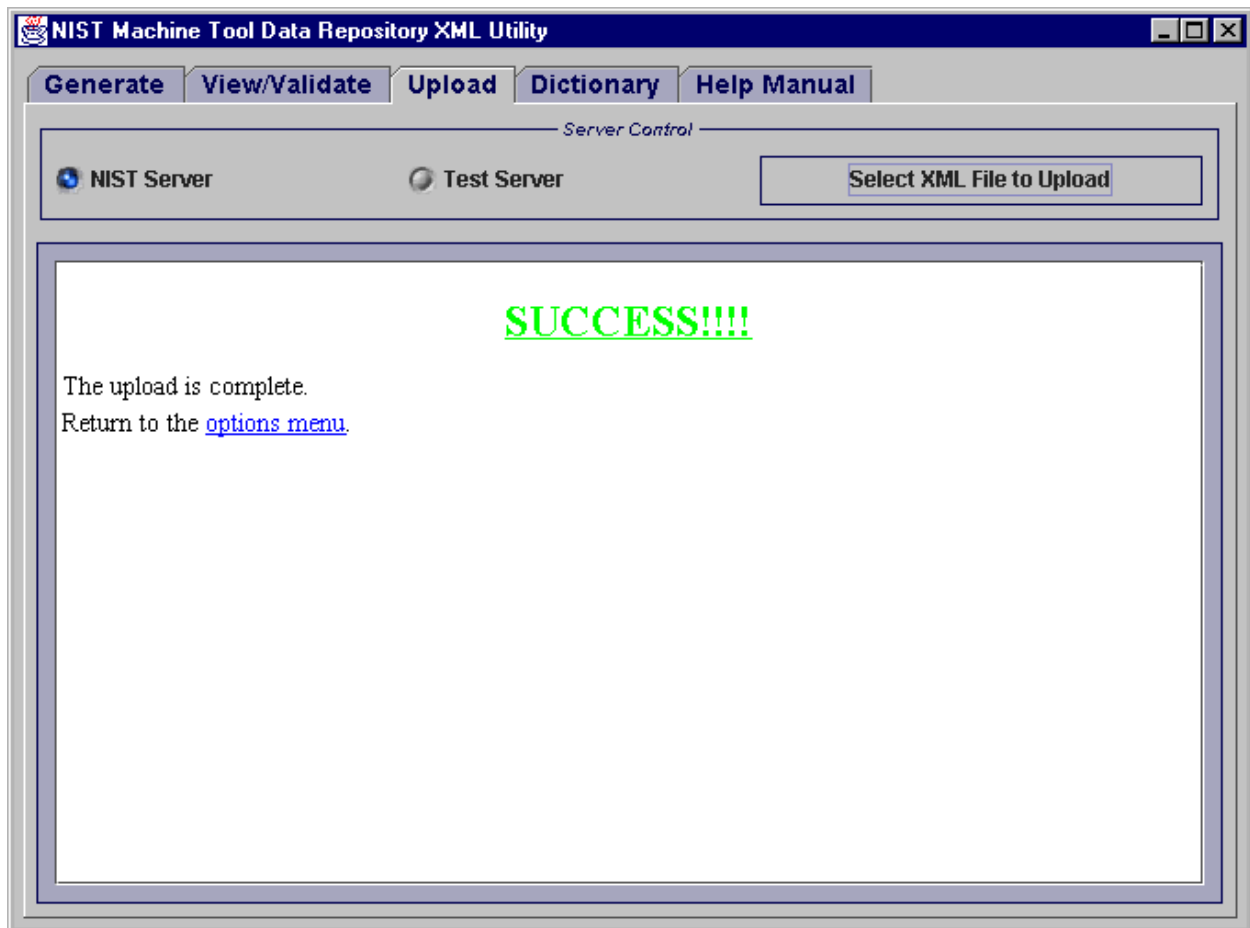 NIST Machine Tool Data Repository XML Utility
Generate View/Validate Upload Dictionary Help Manual
Server Control
NIST Server Test Server Select XML File to Upload
SUCCESS!!!!
The upload is complete.
Return to the options menu.